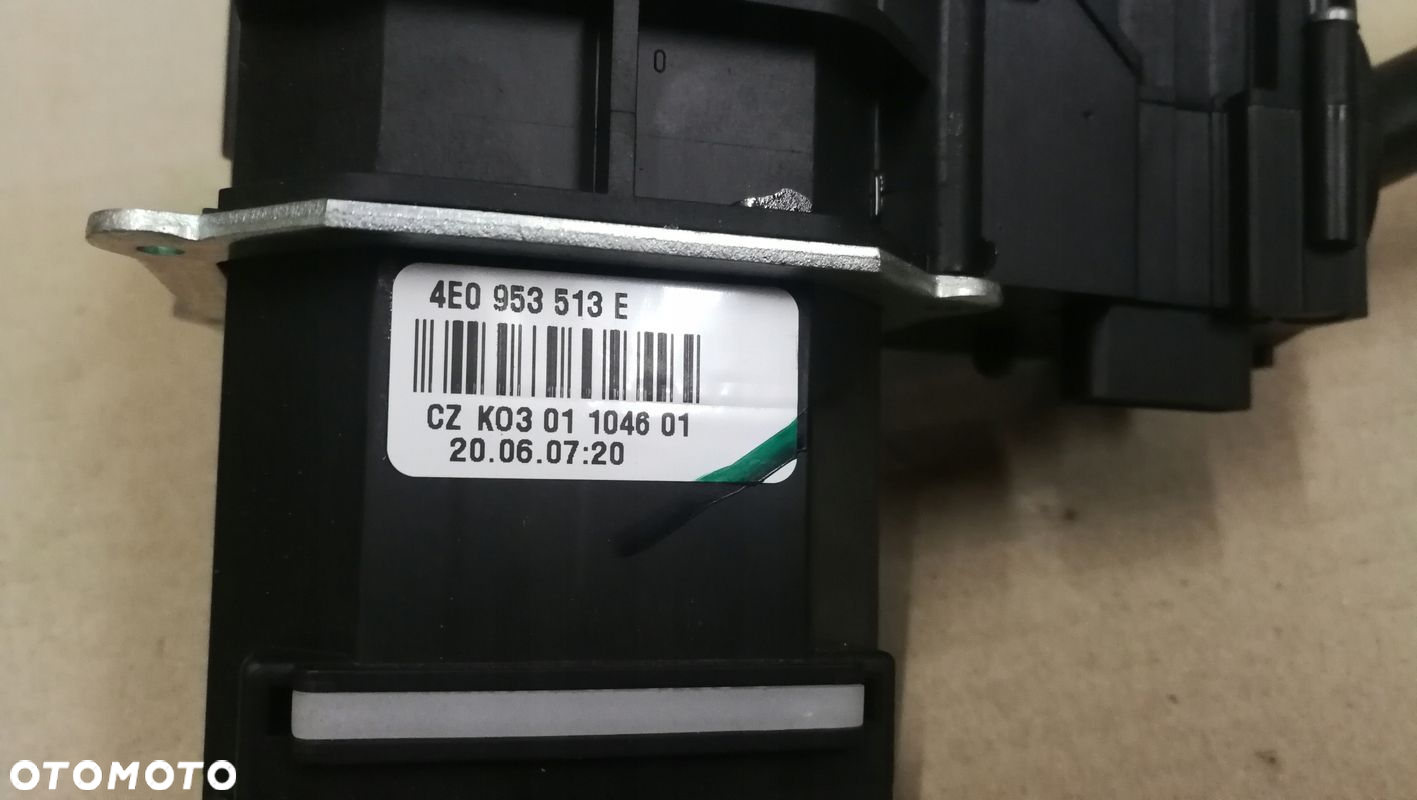 0
4E0 953 513 E
CZ K03 01 1046 01
20.06.07:20
OTOMOTO